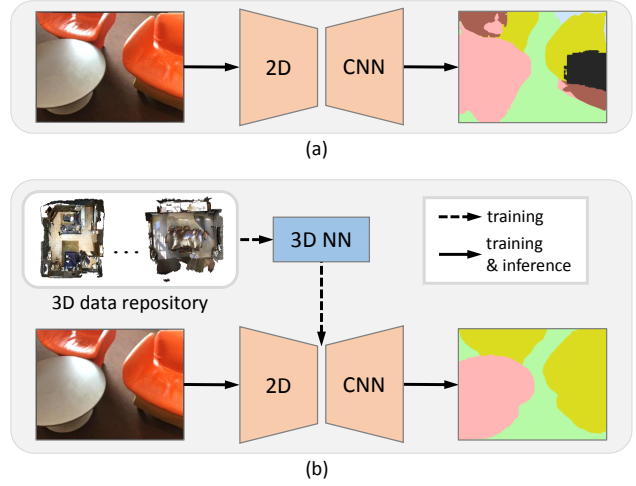 2D
CNN
(a)
3D NN
training
training
& inference
...
3D data repository
2D
CNN
(b)